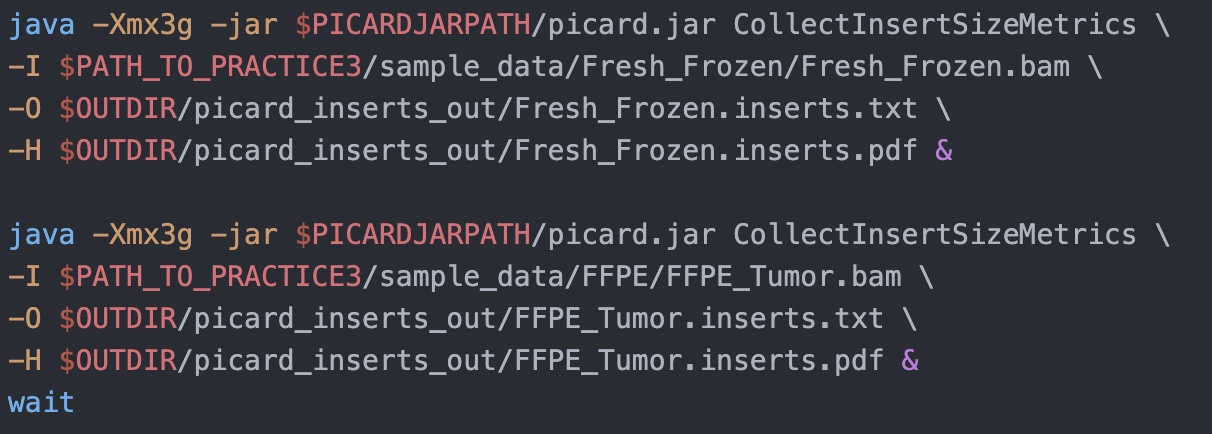 java -Xmx3g -jar $PICARDJARPATH/picard.jar CollectInsertSizeMetrics \
-I $PATH_TO_PRACTICE3/sample_data/Fresh_Frozen/Fresh_Frozen.bam \
-O $OUTDIR/picard_inserts_out/Fresh_Frozen.inserts.txt \
-H $OUTDIR/picard_inserts_out/Fresh_Frozen.inserts.pdf &
java -Xmx3g -jar $PICARDJARPATH/picard.jar CollectInsertSizeMetrics \
-I $PATH_TO_PRACTICE3/sample_data/FFPE/FFPE_Tumor.bam \
-O $OUTDIR/picard_inserts_out/FFPE_Tumor.inserts.txt \
-H $OUTDIR/picard_inserts_out/FFPE_Tumor.inserts.pdf &
wait